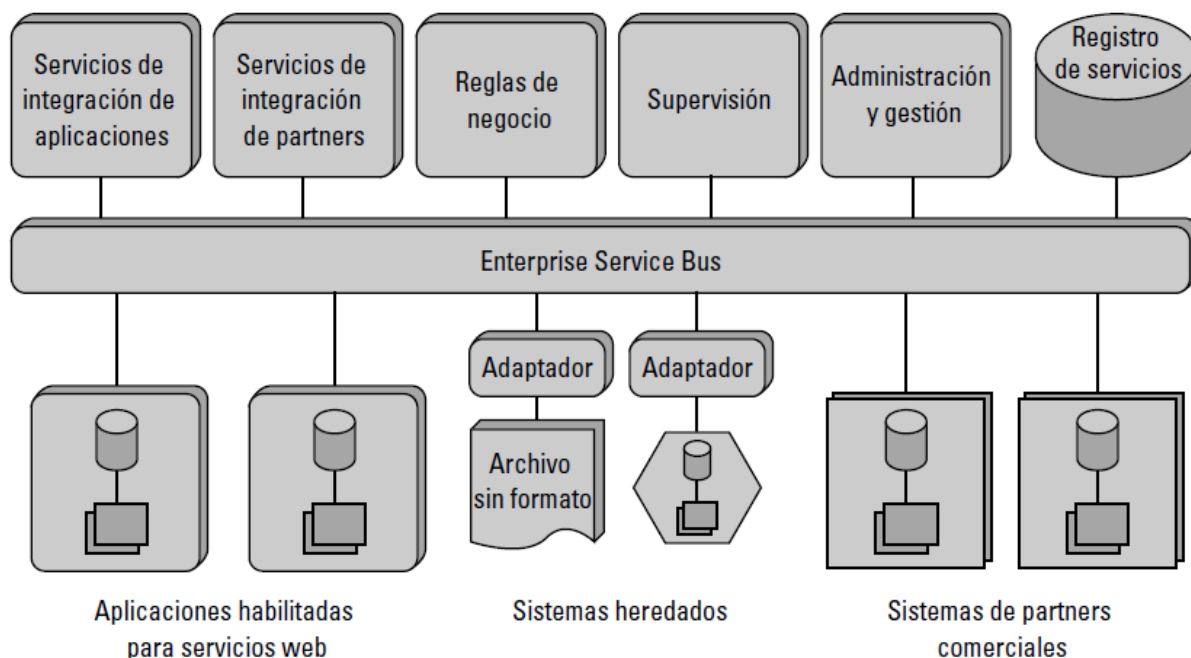 Servicios de
integración de
aplicaciones
Servicios de
integración
de partners
Reglas de
negocio
Supervisión
Administración
y gestión
Registro
de servicios
Enterprise Service Bus
Adaptador
Adaptador
Archivo
sin formato
Aplicaciones habilitadas
para servicios web
Sistemas heredados
Sistemas de partners
comerciales